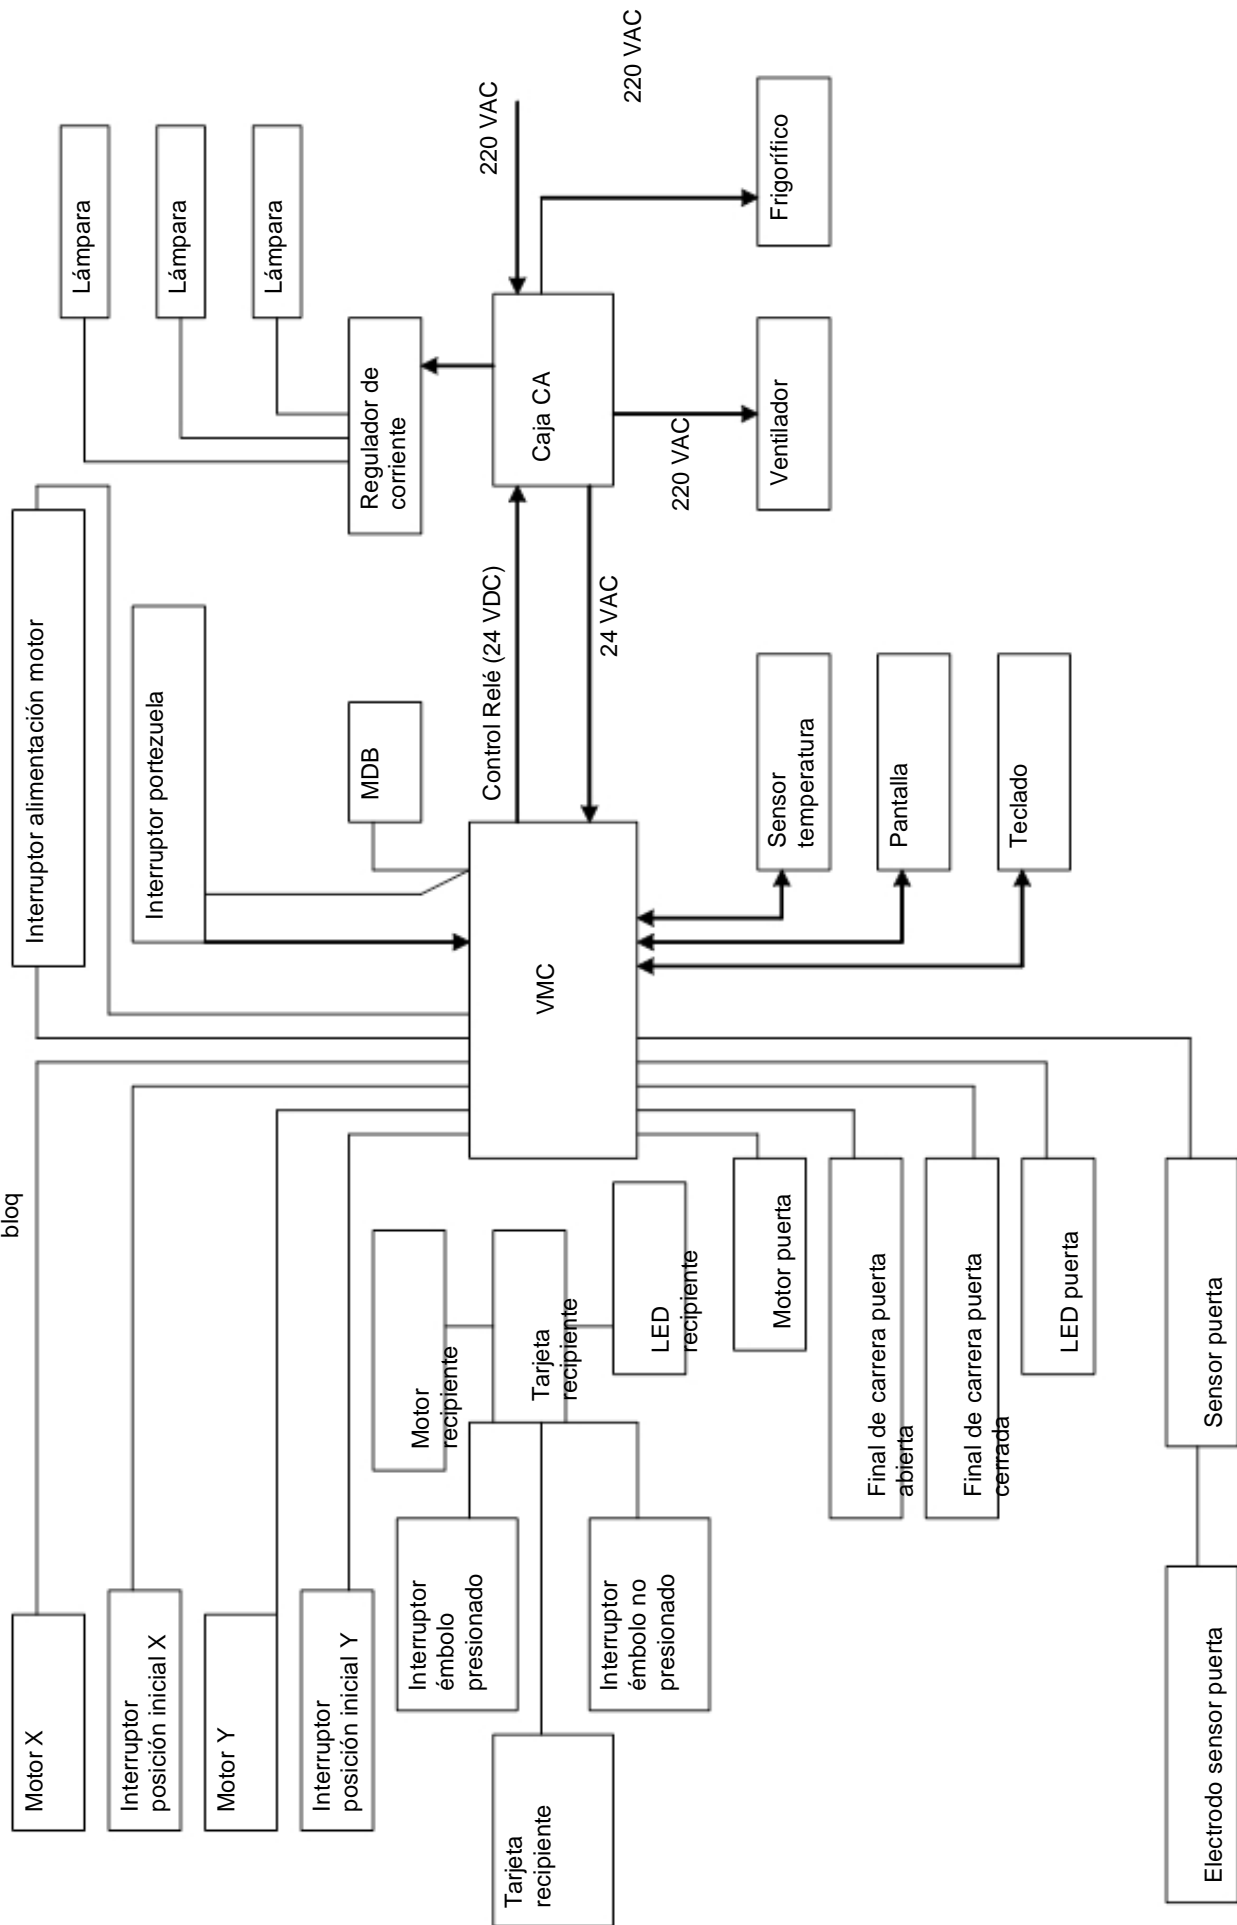 bloq
Motor X
Interruptor alimentación motor
Interruptor
posición inicial X
Interruptor portezuela
Motor Y
Interruptor
posición inicial Y
MDB
Lámpara
Lámpara
Lámpara
Regulador de
corriente
Motor
recipiente
Interruptor
émbolo
presionado
Tarjeta
recipiente
Tarjeta
recipiente
Interruptor
émbolo no
presionado
LED
recipiente
VMC
Control Relé (24 VDC)
24 VAC
Caja CA
220 VAC
220 VAC
220 VAC
Motor puerta
Sensor
temperatura
Ventilador
Frigorífico
Final de carrera puerta
abierta
Pantalla
Final de carrera puerta
cerrada
Teclado
LED puerta
Sensor puerta
Electrodo sensor puerta